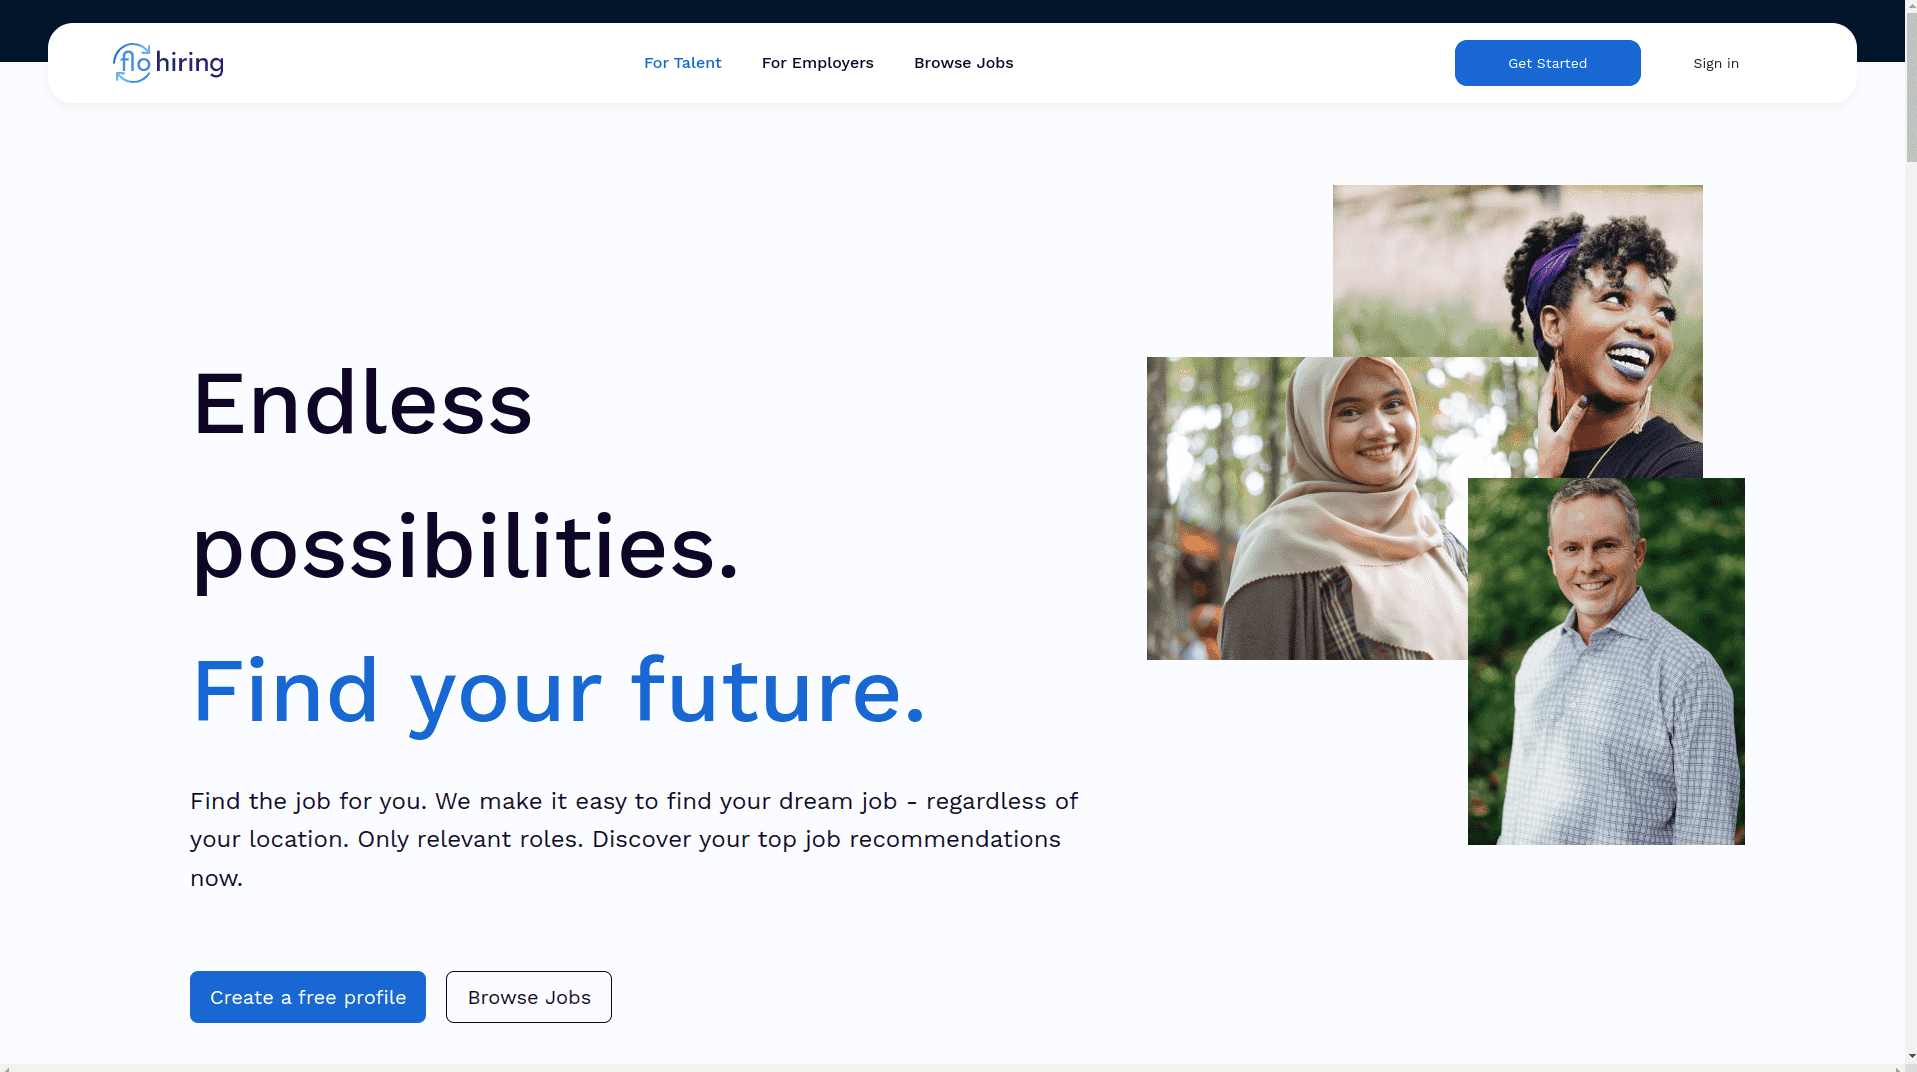 flo hiring
For Talent
For Employers
Browse Jobs
Get Started
Sign in
Endless
possibilities.
Find your future.
Find the job for you. We make it easy to find your dream job - regardless of
your location. Only relevant roles. Discover your top job recommendations
now.
Create a free profile
Browse Jobs